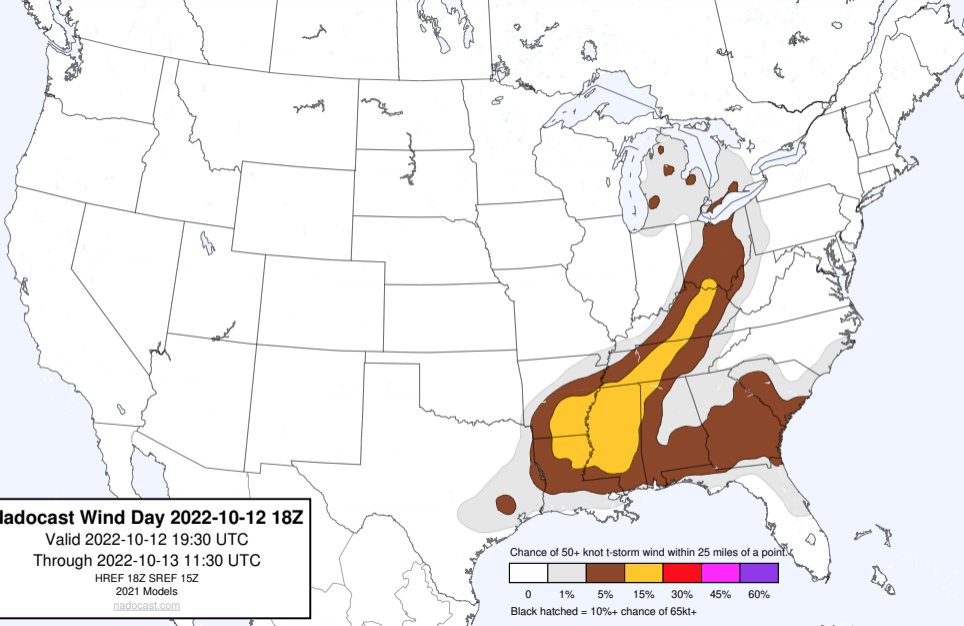 ladocast Wind Day 2022-10-12 18Z
Valid 2022-10-12 19:30 UTC
Through 2022-10-13 11:30 UTC
HREF 18Z SREF 15Z
2021 Models
nadocast.com
Chance of 50+ knot t-storm wind within 25 miles of a point.
0 1% 5% 15% 30% 45% 60%
Black hatched = 10%+ chance of 65kt+